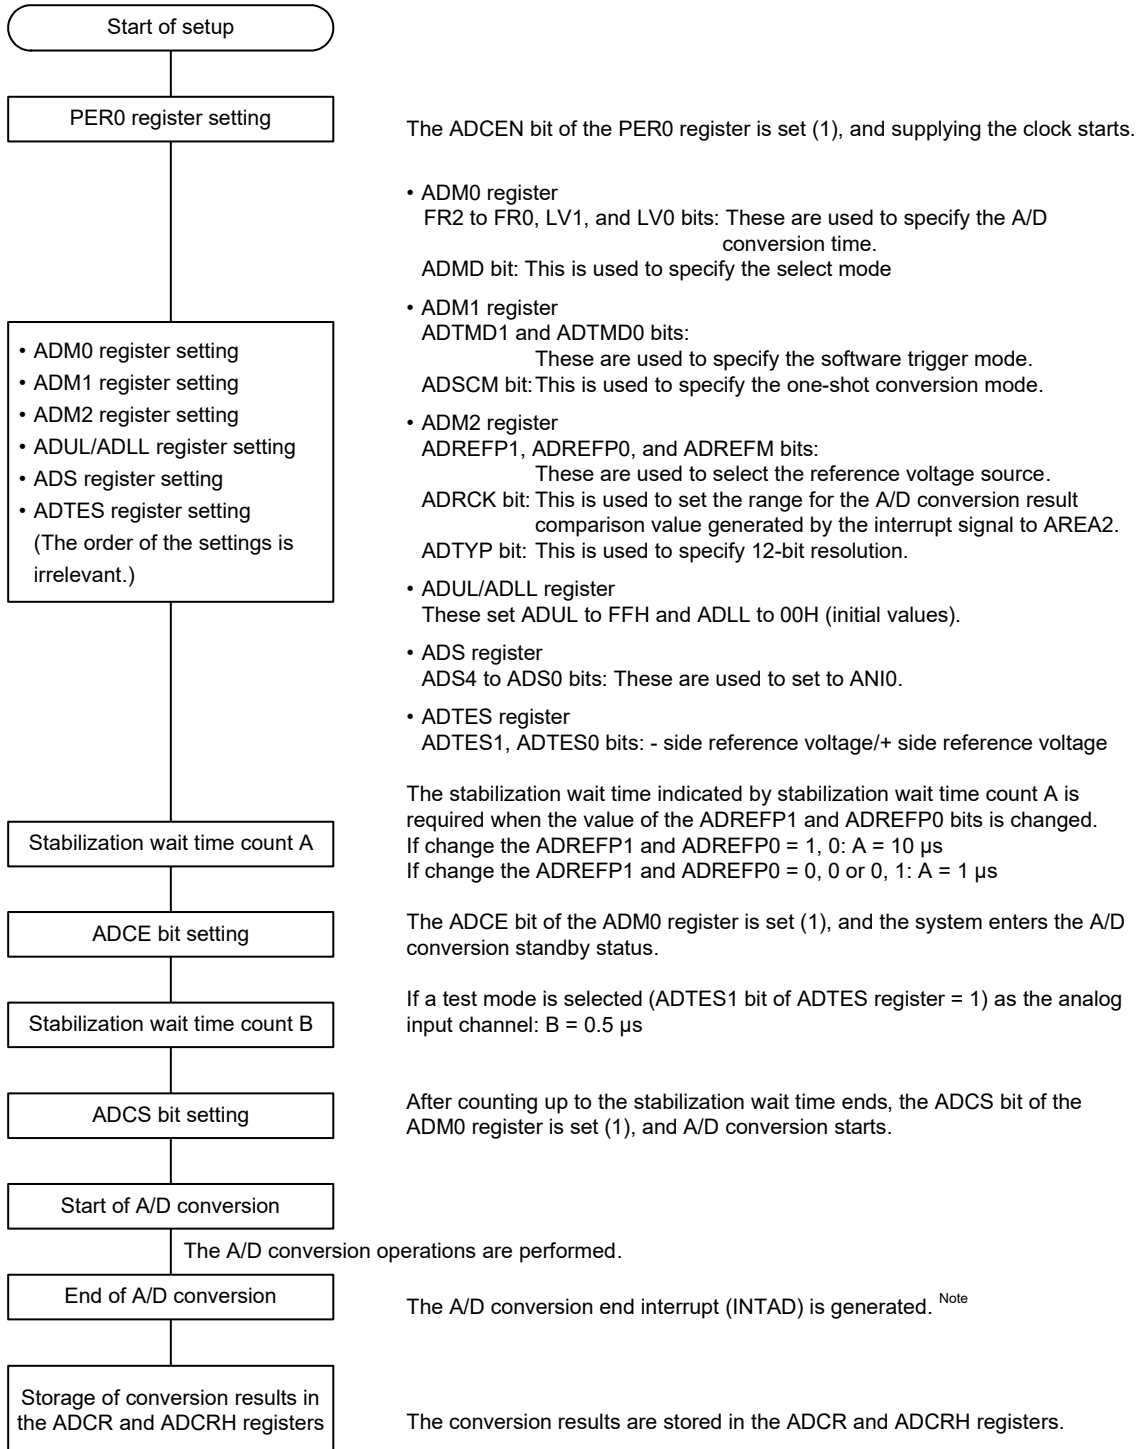 Start of setup
PER0 register setting
The ADCEN bit of the PER0 register is set (1), and supplying the clock starts.
• ADM0 register
FR2 to FR0, LV1, and LV0 bits: These are used to specify the A/D
conversion time.
ADMD bit: This is used to specify the select mode
• ADM1 register
ADTMD1 and ADTMD0 bits:
These are used to specify the software trigger mode.
ADSCM bit: This is used to specify the one-shot conversion mode.
• ADM2 register
ADREFP1, ADREFP0, and ADREFM bits:
These are used to select the reference voltage source.
ADRCK bit: This is used to set the range for the A/D conversion result
comparison value generated by the interrupt signal to AREA2.
ADTYP bit: This is used to specify 12-bit resolution.
• ADUL/ADLL register
These set ADUL to FFH and ADLL to 00H (initial values).
• ADS register
ADS4 to ADS0 bits: These are used to set to ANI0.
• ADTES register
ADTES1, ADTES0 bits: - side reference voltage/+ side reference voltage
• ADM0 register setting
• ADM1 register setting
• ADM2 register setting
• ADUL/ADLL register setting
• ADS register setting
• ADTES register setting
(The order of the settings is
irrelevant.)
Stabilization wait time count A
The stabilization wait time indicated by stabilization wait time count A is
required when the value of the ADREFP1 and ADREFP0 bits is changed.
If change the ADREFP1 and ADREFP0 = 1, 0: A = 10 µs
If change the ADREFP1 and ADREFP0 = 0, 0 or 0, 1: A = 1 µs
ADCE bit setting
The ADCE bit of the ADM0 register is set (1), and the system enters the A/D
conversion standby status.
Stabilization wait time count B
If a test mode is selected (ADTES1 bit of ADTES register = 1) as the analog
input channel: B = 0.5 µs
ADCS bit setting
After counting up to the stabilization wait time ends, the ADCS bit of the
ADM0 register is set (1), and A/D conversion starts.
Start of A/D conversion
The A/D conversion operations are performed.
End of A/D conversion
The A/D conversion end interrupt (INTAD) is generated. Note
Storage of conversion results in
the ADCR and ADCRH registers
The conversion results are stored in the ADCR and ADCRH registers.